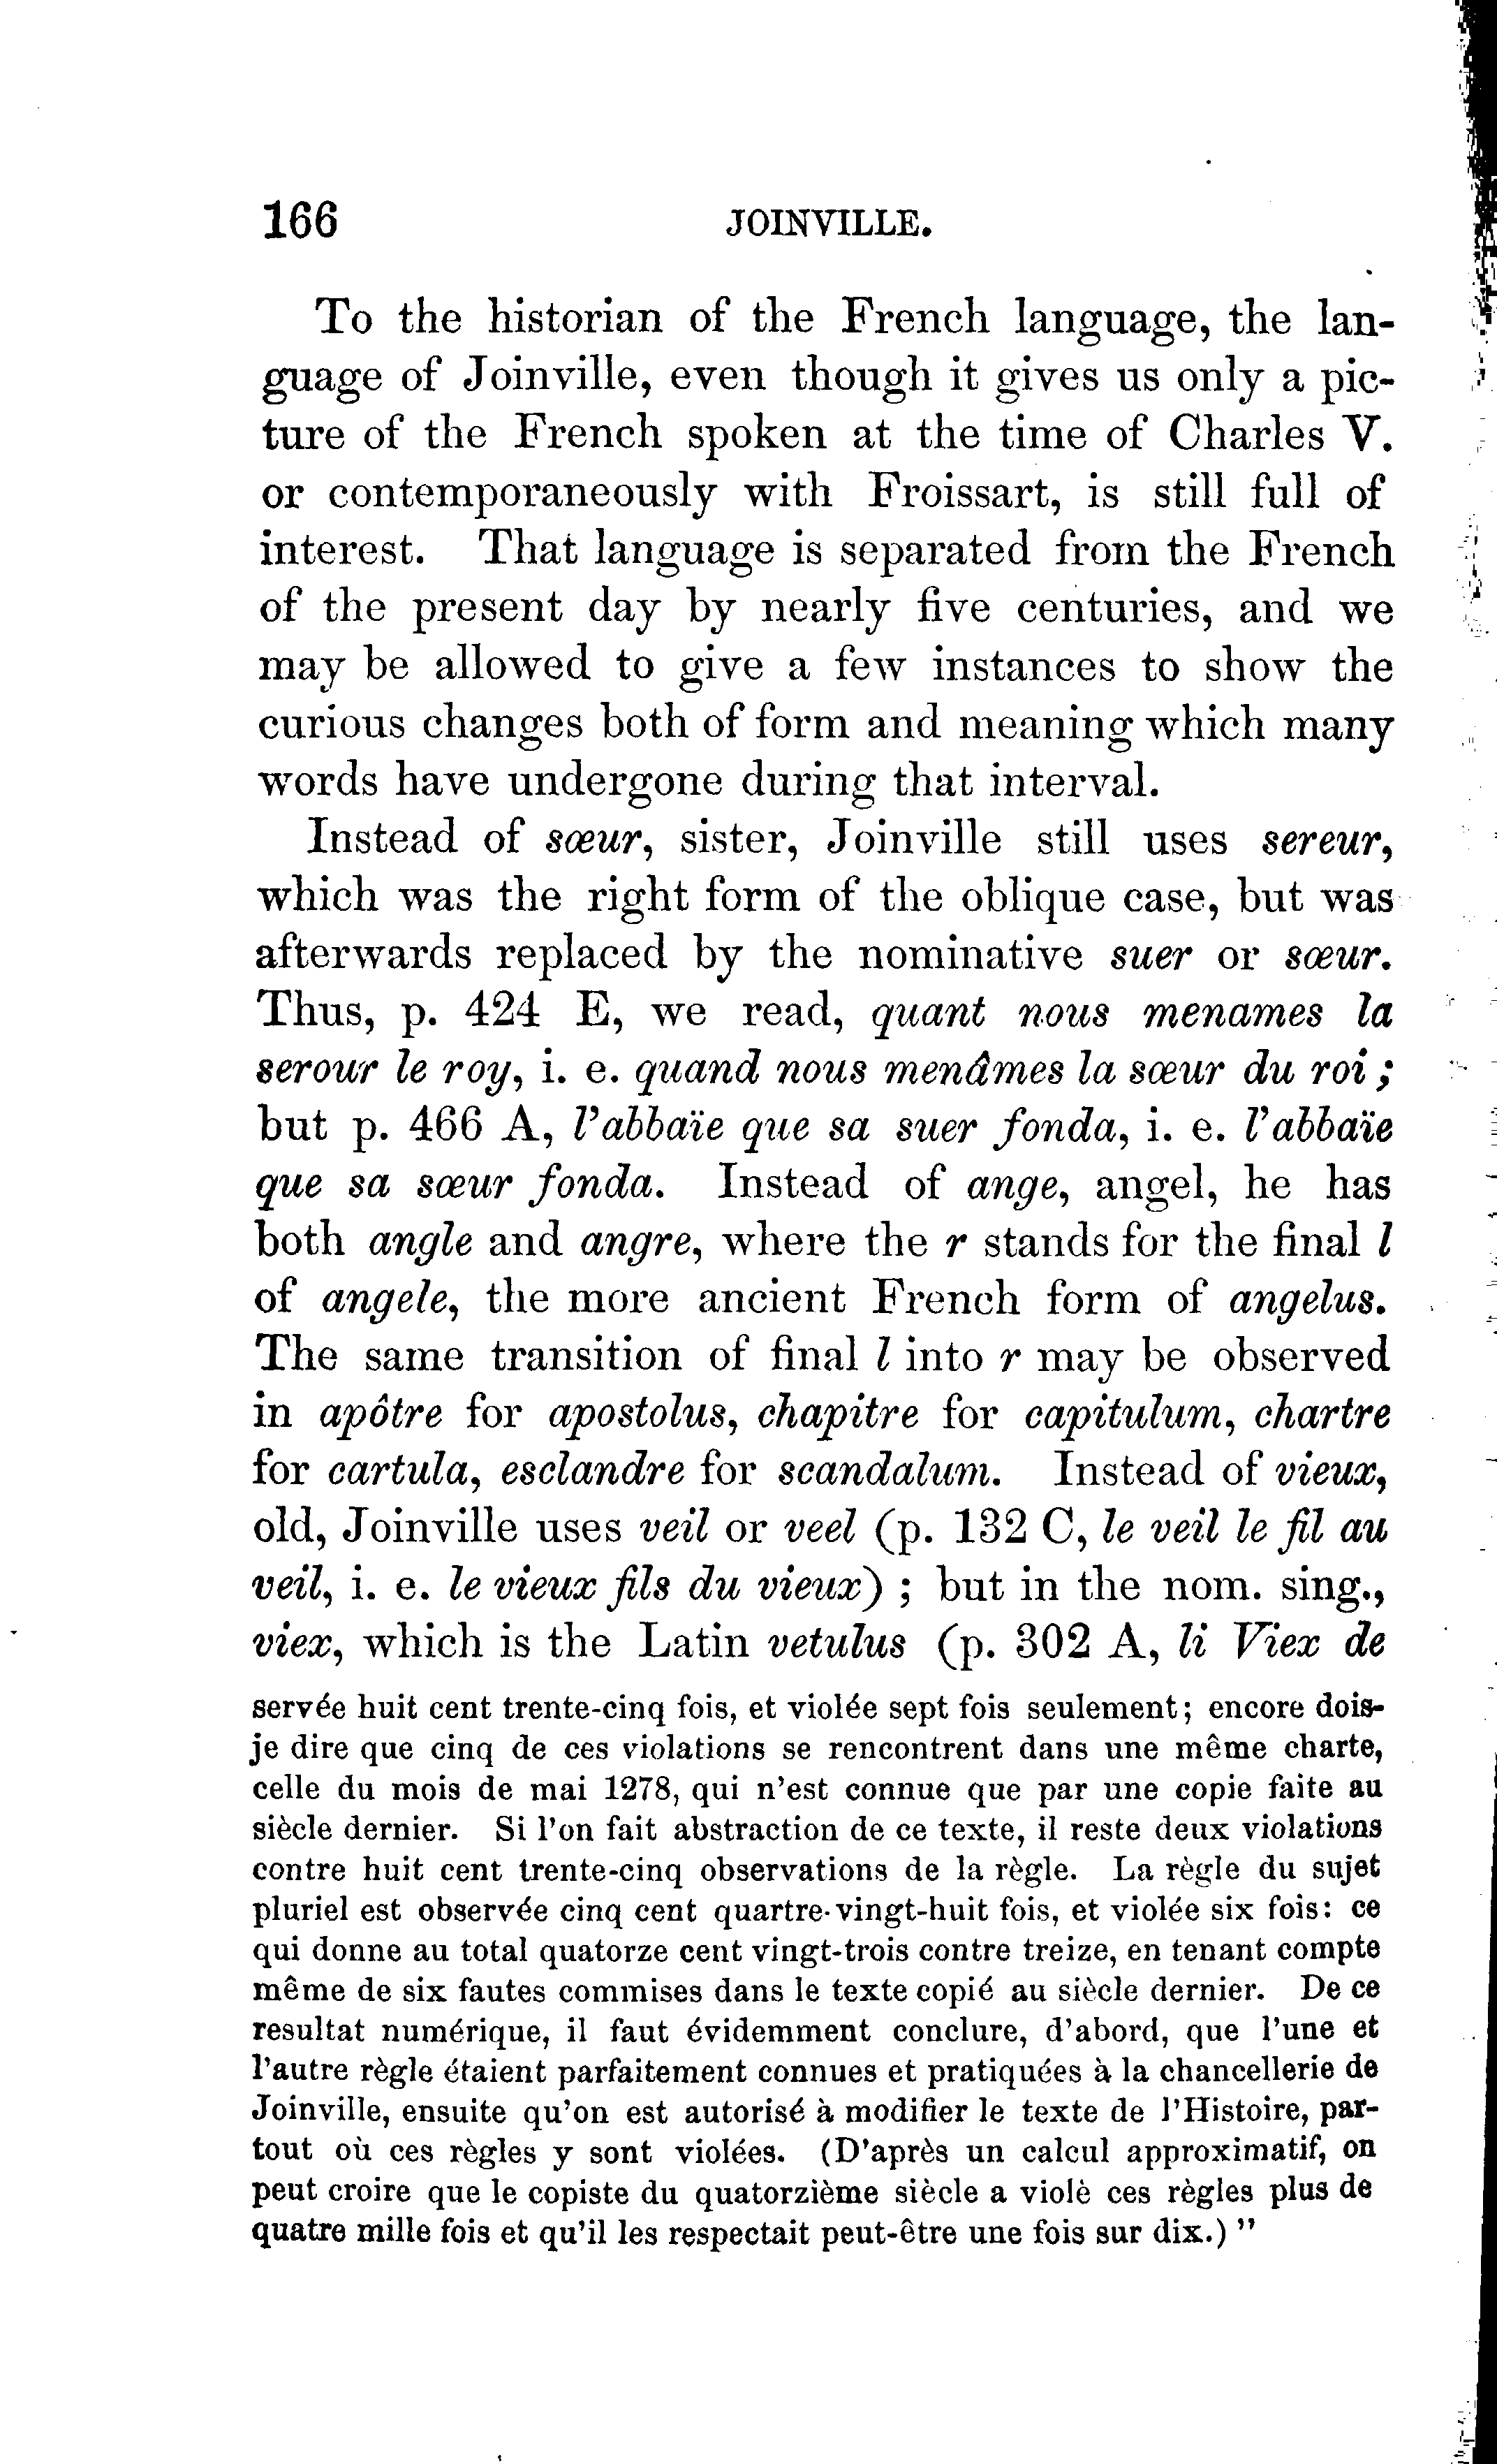 166 JOINVILLE.
To the historian of the French language, the lan-
guage of Joinville, even though it gives us only a pic-
ture of the French spoken at the time of Charles V.
or contemporaneously with Froissart, is still full of
interest. That language is separated from the French
of the present day by nearly five centuries, and we
may be allowed to give a few instances to show the
curious changes both of form and meaning which many
words have undergone during that interval.
Instead of sœur, sister, Joinville still uses sereur,
which was the right form of the oblique case, but was
afterwards replaced by the nominative suer or sœur.
Thus, p. 424 E, we read, quant nous menames la
serour le roy, i. e. quand nous menâmes la sœur du roi;
but p. 466 A, l'abbaïe que sa suer fonda, i. e. l'abbaïe
que sa sœur fonda. Instead of ange, angel, he has
both angle and angre, where the r stands for the final l
of angele, the more ancient French form of angelus.
The same transition of final l into r may be observed
in apôtre for apostolus, chapitre for capitulum, chartre
for cartula, esclandre for scandalum. Instead of vieux,
old, Joinville uses veil or veel (p. 132 C, le veil le fil au
veil, i. e. le vieux fils du vieux); but in the nom. sing.,
viex, which is the Latin vetulus (p. 302 A, li Viex de
servée huit cent trente-cinq fois, et violée sept fois seulement; encore dois-
je dire que cinq de ces violations se rencontrent dans une même charte,
celle du mois de mai 1278, qui n'est connue que par une copie faite au
siècle dernier. Si l'on fait abstraction de ce texte, il reste deux violations
contre huit cent trente-cinq observations de la règle. La règle du sujet
pluriel est observée cinq cent quartre-vingt-huit fois, et violée six fois: ce
qui donne au total quatorze cent vingt-trois contre treize, en tenant compte
même de six fautes commises dans le texte copié au siècle dernier. De ce
resultat numérique, il faut évidemment conclure, d'abord, que l'une et
l'autre règle étaient parfaitement connues et pratiquées à la chancellerie de
Joinville, ensuite qu'on est autorisé à modifier le texte de l'Histoire, par-
tout où ces règles y sont violées. (D'après un calcul approximatif, on
peut croire que le copiste du quatorzième siècle a violè ces règles plus de
quatre mille fois et qu'il les respectait peut-être une fois sur dix.)"